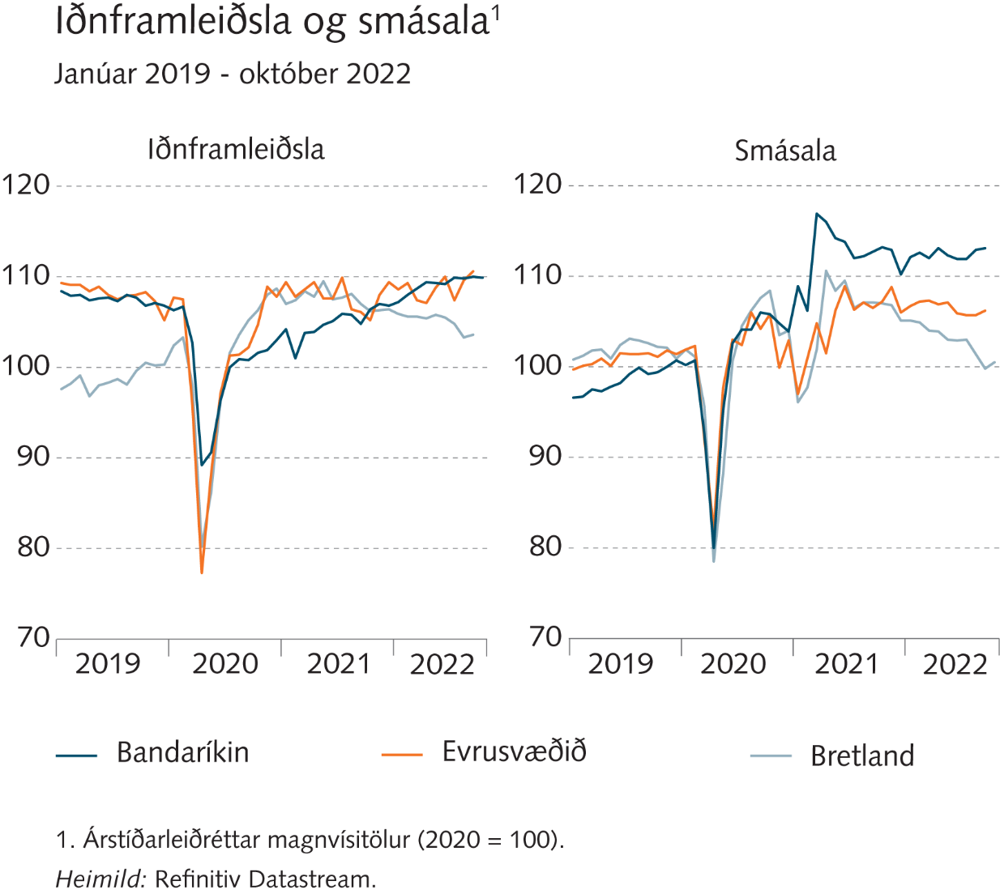 Iðnframleiðsla og smásala¹
Janúar 2019 - október 2022
Iðnframleiðsla
120
110
100
90
80
70
2019 2020 2021 2022
Smásala
120
110
100
90
80
70
2019 2020 2021 2022
Bandaríkin Evrusvæðið Bretland
1. Árstíðarleiðréttar magnvísitölur (2020 = 100).
Heimild: Refinitiv Datastream.